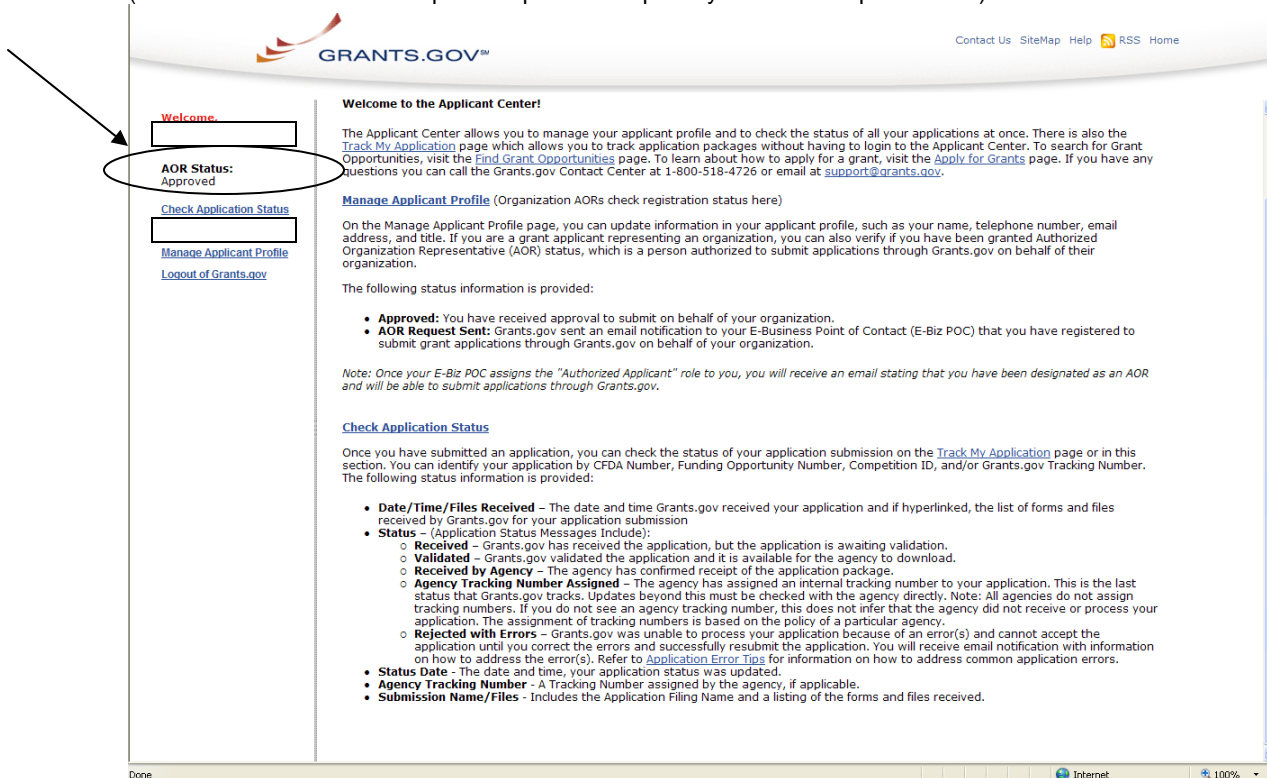 Contact Us SiteMap Help RSS Home
GRANTS.GOV℠
Welcome,
AOR Status:
Approved
Check Application Status
Manage Applicant Profile
Logout of Grants.gov
Welcome to the Applicant Center!
The Applicant Center allows you to manage your applicant profile and to check the status of all your applications at once. There is also the
Track My Application page which allows you to track application packages without having to login to the Applicant Center. To search for Grant
Opportunities, visit the Find Grant Opportunities page. To learn about how to apply for a grant, visit the Apply for Grants page. If you have any
questions you can call the Grants.gov Contact Center at 1-800-518-4726 or email at support@grants.gov.
Manage Applicant Profile (Organization AORs check registration status here)
On the Manage Applicant Profile page, you can update information in your applicant profile, such as your name, telephone number, email
address, and title. If you are a grant applicant representing an organization, you can also verify if you have been granted Authorized
Organization Representative (AOR) status, which is a person authorized to submit applications through Grants.gov on behalf of their
organization.
The following status information is provided:
• Approved: You have received approval to submit on behalf of your organization.
• AOR Request Sent: Grants.gov sent an email notification to your E-Business Point of Contact (E-Biz POC) that you have registered to
submit grant applications through Grants.gov on behalf of your organization.
Note: Once your E-Biz POC assigns the "Authorized Applicant" role to you, you will receive an email stating that you have been designated as an AOR
and will be able to submit applications through Grants.gov.
Check Application Status
Once you have submitted an application, you can check the status of your application submission on the Track My Application page or in this
section. You can identify your application by CFDA Number, Funding Opportunity Number, Competition ID, and/or Grants.gov Tracking Number.
The following status information is provided:
• Date/Time/Files Received – The date and time Grants.gov received your application and if hyperlinked, the list of forms and files
received by Grants.gov for your application submission
• Status – (Application Status Messages Include):
o Received – Grants.gov has received the application, but the application is awaiting validation.
o Validated – Grants.gov validated the application and it is available for the agency to download.
o Received by Agency – The agency has confirmed receipt of the application package.
o Agency Tracking Number Assigned – The agency has assigned an internal tracking number to your application. This is the last
status that Grants.gov tracks. Updates beyond this must be checked with the agency directly. Note: All agencies do not assign
tracking numbers. If you do not see an agency tracking number, this does not infer that the agency did not receive or process your
application. The assignment of tracking numbers is based on the policy of a particular agency.
o Rejected with Errors – Grants.gov was unable to process your application because of an error(s) and cannot accept the
application until you correct the errors and successfully resubmit the application. You will receive email notification with information
on how to address the error(s). Refer to Application Error Tips for information on how to address common application errors.
• Status Date - The date and time, your application status was updated.
• Agency Tracking Number - A Tracking Number assigned by the agency, if applicable.
• Submission Name/Files - Includes the Application Filing Name and a listing of the forms and files received.
Done
Internet
100%